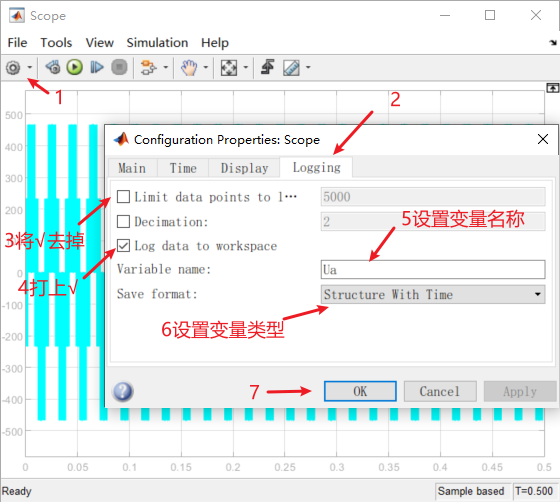 Scope
File Tools View Simulation Help
1
2
Configuration Properties: Scope
Main Time Display Logging
Limit data points to l… 5000
Decimation: 2
3将√去掉
5设置变量名称
Log data to workspace
4打上√
Variable name: Ua
Save format: Structure With Time
6设置变量类型
7
OK Cancel Apply
500
400
300
200
100
0
-100
-200
-300
-400
-500
0 0.05 0.1 0.15 0.2 0.25 0.3 0.35 0.4 0.45 0.5
Ready Sample based T=0.500